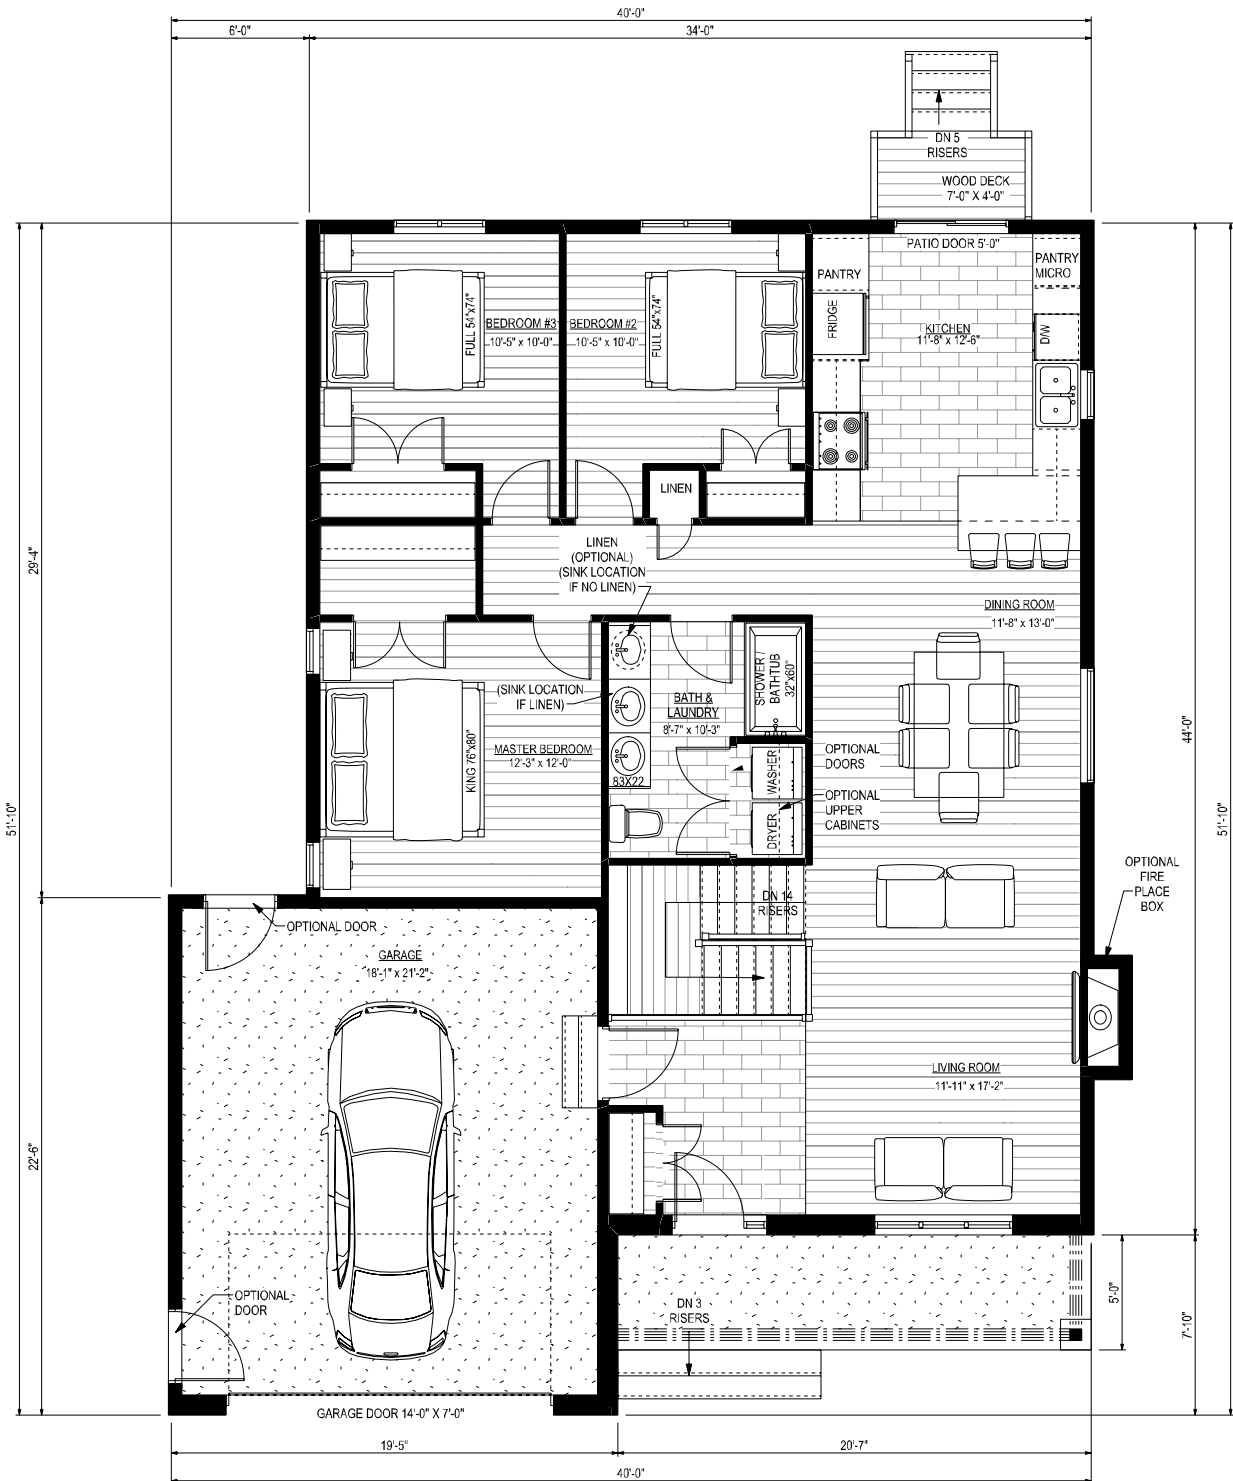 40'-0"
6'-0"
34'-0"
DN 5
RISERS
WOOD DECK
7'-0" X 4'-0"
PATIO DOOR 5'-0"
PANTRY
PANTRY
MICRO
FRIDGE
D/W
KITCHEN
11'-8" x 12'-6"
FULL 54"x74"
BEDROOM #3
10'-5" x 10'-0"
BEDROOM #2
10'-5" x 10'-0"
FULL 54"x74"
LINEN
LINEN
(OPTIONAL)
(SINK LOCATION
IF NO LINEN)
29'-4"
DINING ROOM
11'-8" x 13'-0"
(SINK LOCATION
IF LINEN)
BATH &
LAUNDRY
8'-7" x 10'-3"
SHOWER /
BATHTUB
32"x60"
KING 76"x80"
MASTER BEDROOM
12'-3" x 12'-0"
83X22
WASHER
DRYER
OPTIONAL
DOORS
OPTIONAL
UPPER
CABINETS
44'-0"
51'-10"
51'-10"
OPTIONAL
FIRE
PLACE
BOX
DN 14
RISERS
OPTIONAL DOOR
GARAGE
18'-1" x 21'-2"
LIVING ROOM
11'-11" x 17'-2"
22'-6"
OPTIONAL
DOOR
DN 3
RISERS
5'-0"
7'-10"
GARAGE DOOR 14'-0" X 7'-0"
19'-5"
20'-7"
40'-0"